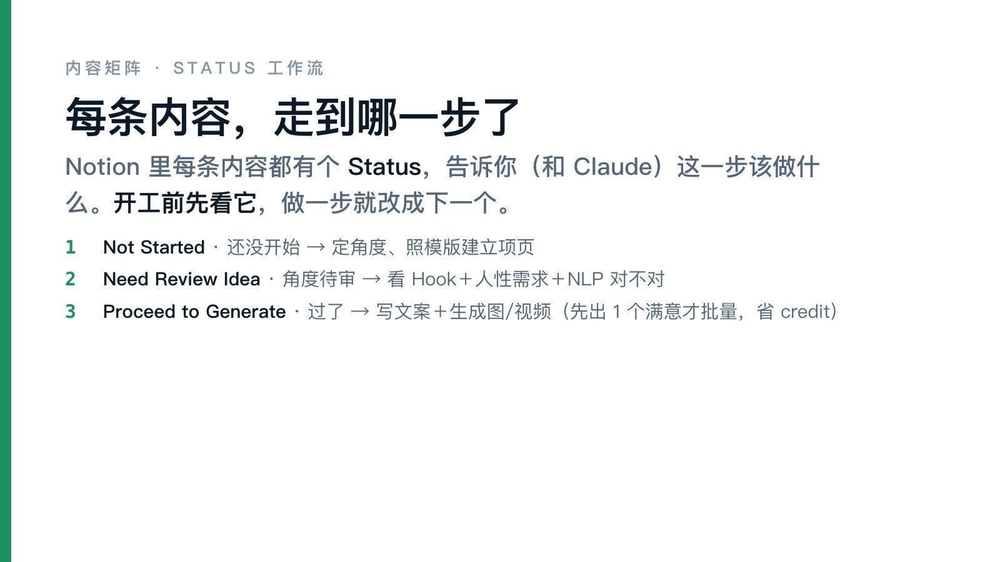 内容矩阵 · STATUS 工作流
每条内容，走到哪一步了
Notion 里每条内容都有个 Status，告诉你（和 Claude）这一步该做什
么。开工前先看它，做一步就改成下一个。
1 Not Started · 还没开始 → 定角度、照模版建立项页
2 Need Review Idea · 角度待审 → 看 Hook＋人性需求＋NLP 对不对
3 Proceed to Generate · 过了 → 写文案＋生成图/视频（先出 1 个满意才批量，省 credit）